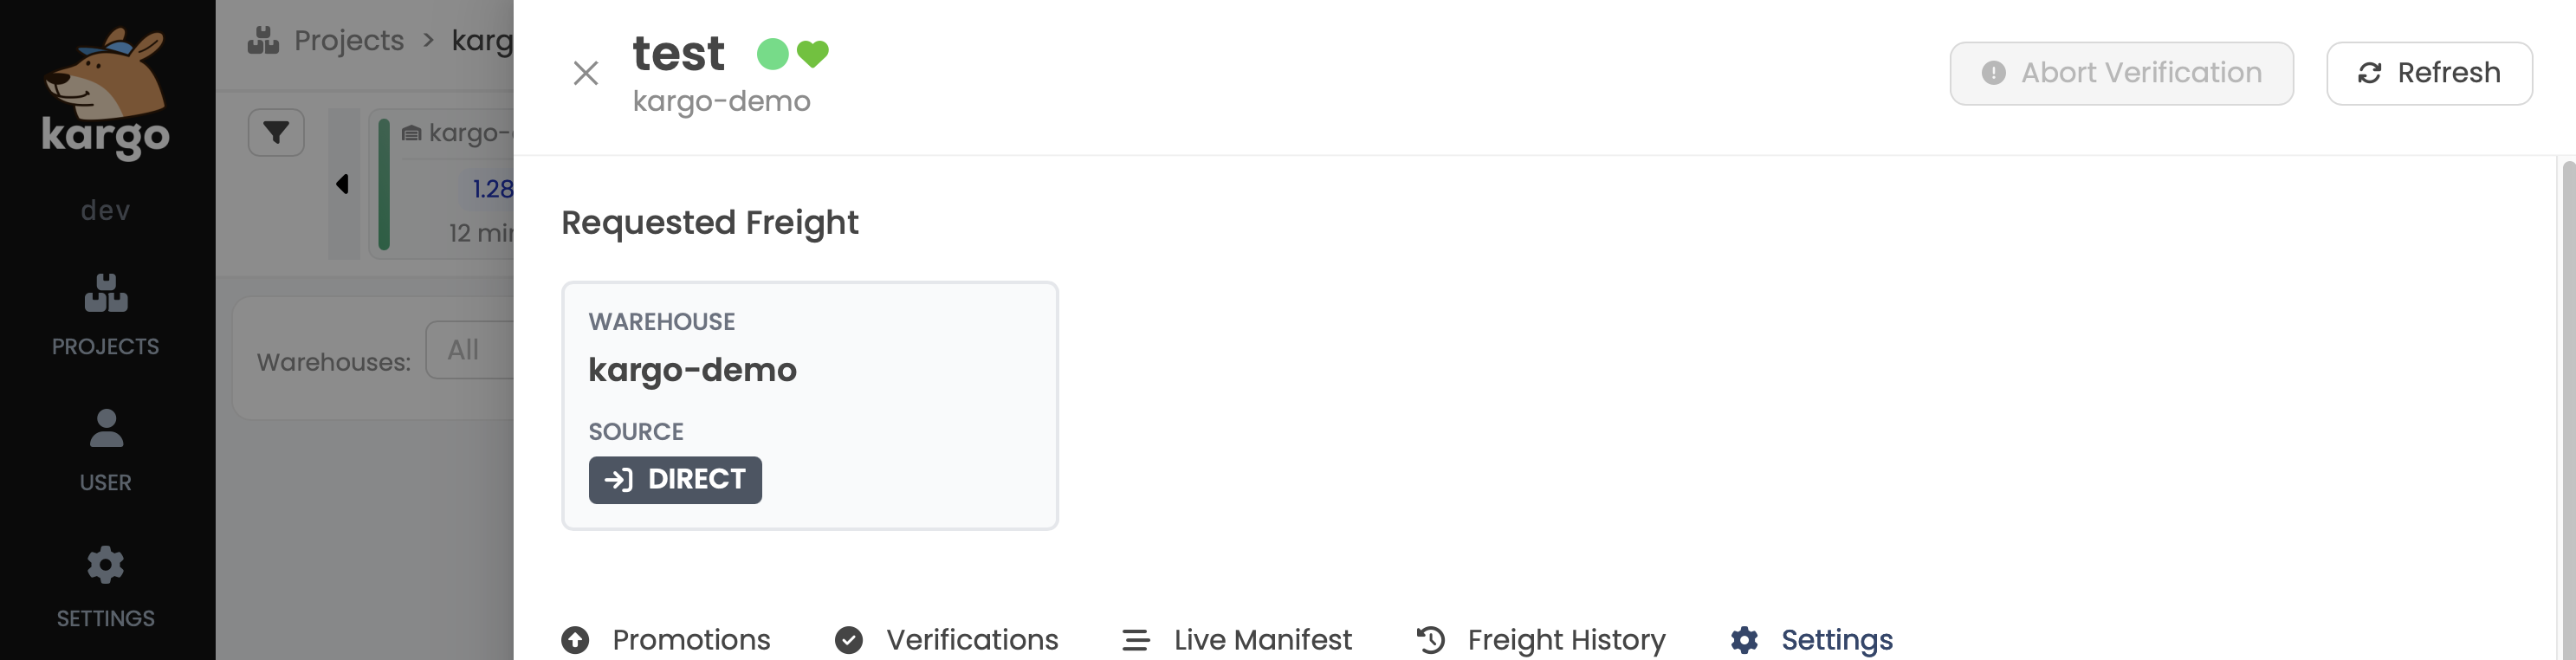 kargo
dev
PROJECTS
USER
SETTINGS
Projects > karg
kargo-
1.28
12 min
Warehouses: All
test
kargo-demo
Abort Verification
Refresh
Requested Freight
WAREHOUSE
kargo-demo
SOURCE
DIRECT
Promotions
Verifications
Live Manifest
Freight History
Settings